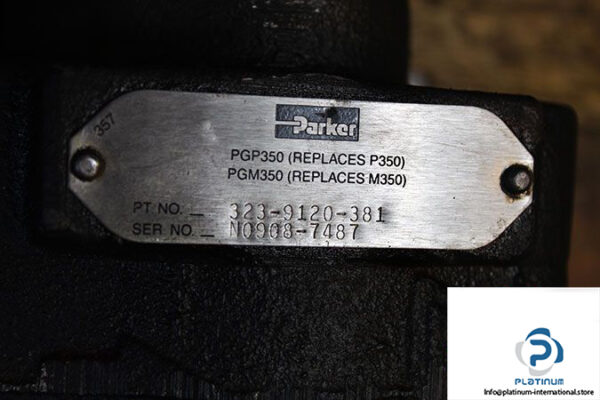 357
Parker
PGP350 (REPLACES P350)
PGM350 (REPLACES M350)
PT NO. _ 323-9120-381
SER NO. _ N0908-7487
PLATINUM
Info@platinum-international.store